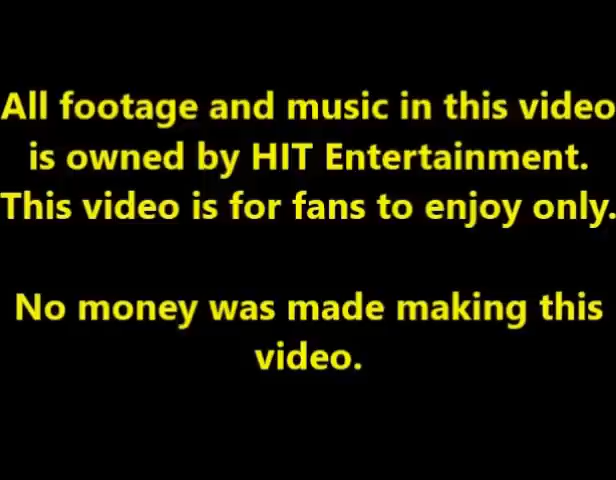 All footage and music in this video
is owned by HIT Entertainment.
This video is for fans to enjoy only.
No money was made making this
video.